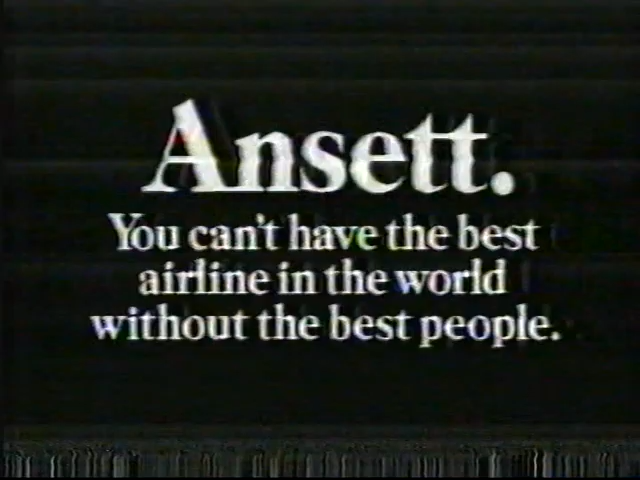 Ansett.
You can't have the best
airline in the world
without the best people.